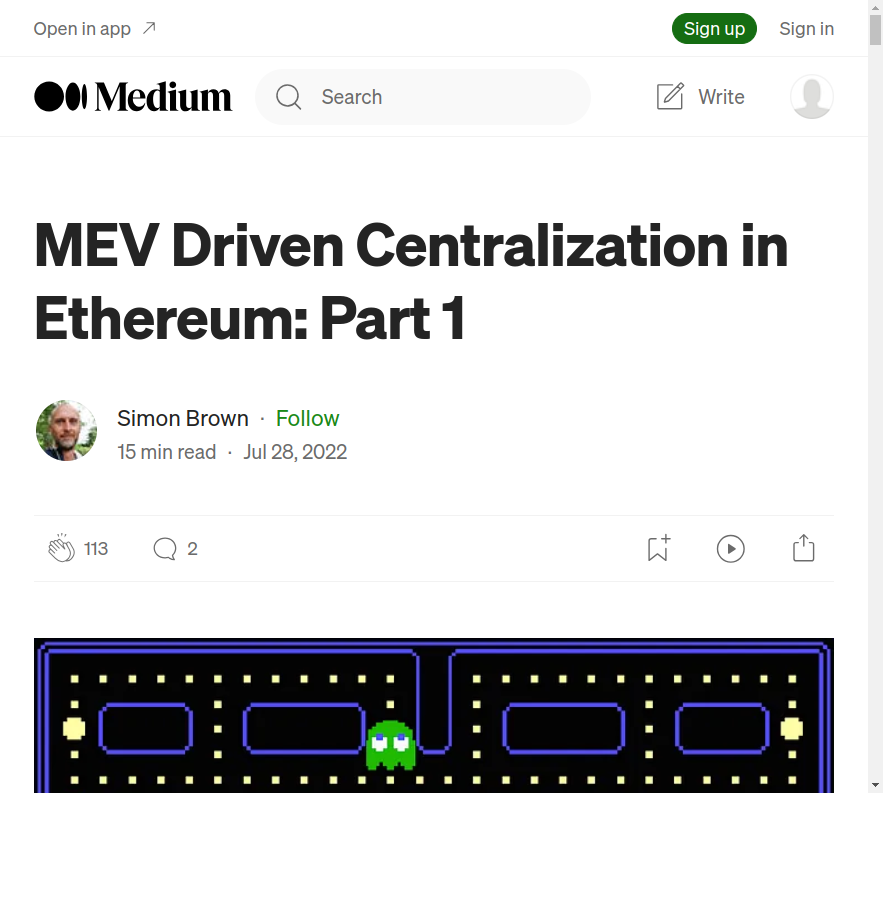 Open in app
Sign up
Sign in
Medium
Search
Write
MEV Driven Centralization in
Ethereum: Part 1
Simon Brown · Follow
15 min read · Jul 28, 2022
113
2